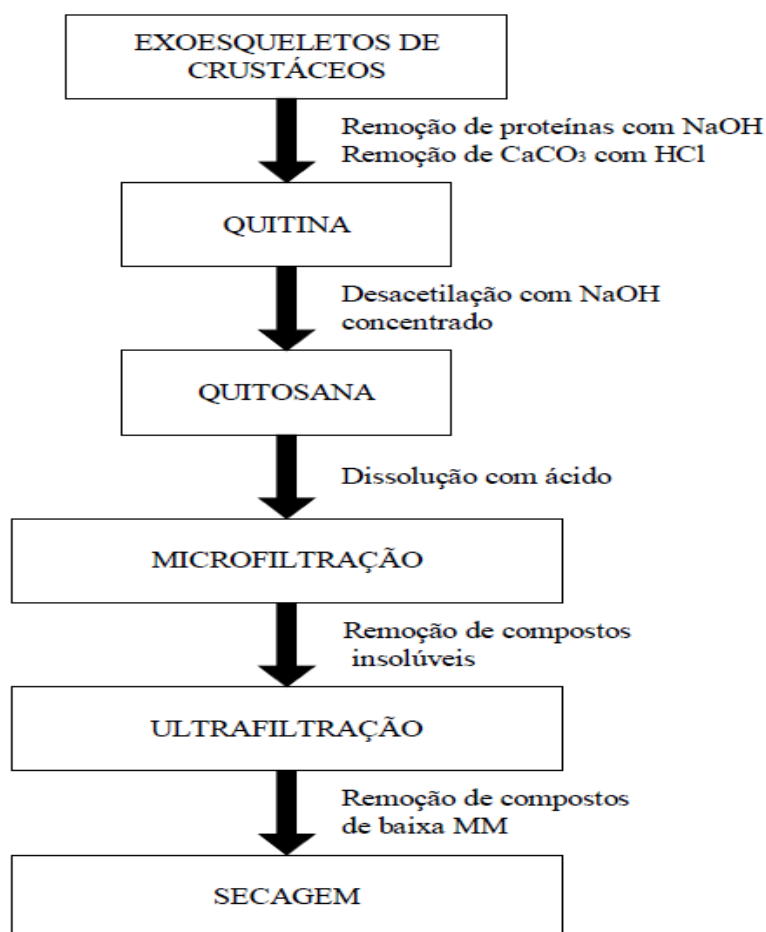 EXOESQUELETOS DE
CRUSTÁCEOS
Remoção de proteínas com NaOH
Remoção de CaCO₃ com HCl
QUITINA
Desacetilação com NaOH
concentrado
QUITOSANA
Dissolução com ácido
MICROFILTRAÇÃO
Remoção de compostos
insolúveis
ULTRAFILTRAÇÃO
Remoção de compostos
de baixa MM
SECAGEM